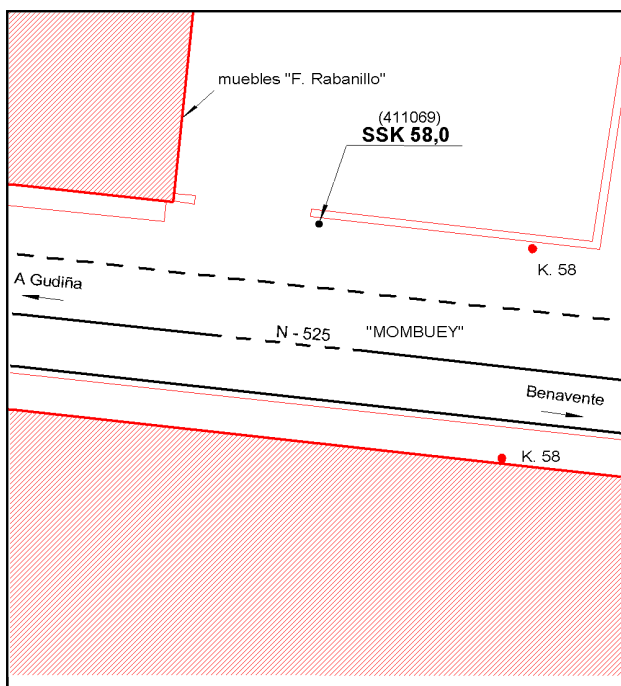 muebles "F. Rabanillo"
(411069)
SSK 58,0
K. 58
A Gudiña
N - 525 "MOMBUEY"
Benavente
K. 58